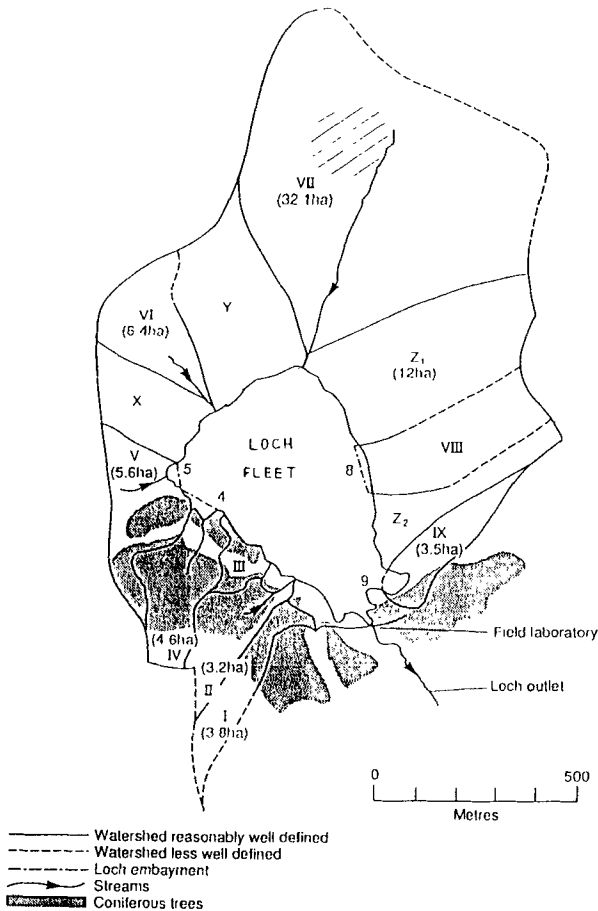 VII
(32·1ha)
VI
(6·4ha)
Y
Z₁
(12ha)
X
LOCH
FLEET
VIII
V
(5.6ha)
5
8
4
Z₂
IX
(3.5ha)
III
9
(4·6ha)
IV
(3.2ha)
II
I
(3·8ha)
Field laboratory
Loch outlet
0
500
Metres
Watershed reasonably well defined
Watershed less well defined
Loch embayment
Streams
Coniferous trees